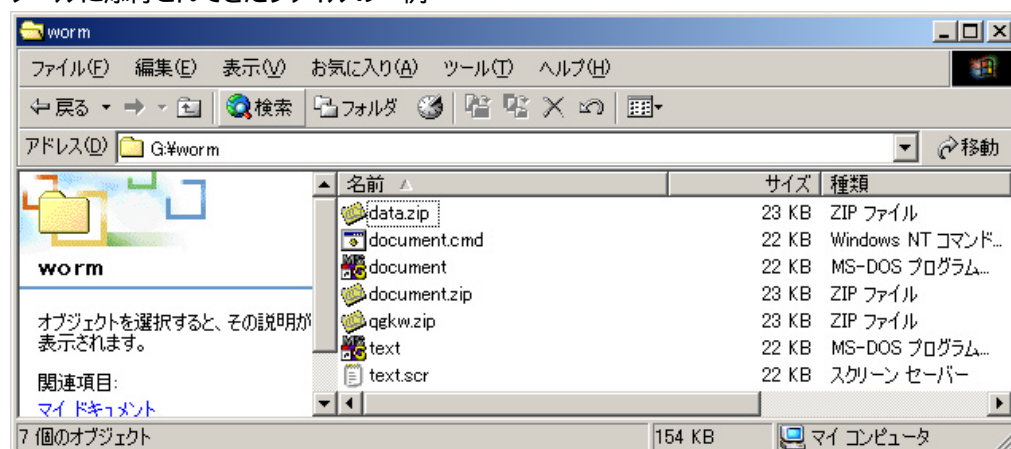 worm
ファイル(F) 編集(E) 表示(V) お気に入り(A) ツール(T) ヘルプ(H)
戻る 検索 フォルダ
アドレス(D) G:¥worm 移動
名前 サイズ 種類
data.zip 23 KB ZIP ファイル
document.cmd 22 KB Windows NT コマンド...
document 22 KB MS-DOS プログラム...
document.zip 23 KB ZIP ファイル
qgkw.zip 23 KB ZIP ファイル
text 22 KB MS-DOS プログラム...
text.scr 22 KB スクリーン セーバー
worm
オブジェクトを選択すると、その説明が
表示されます。
関連項目:
マイ ドキュメント
7 個のオブジェクト 154 KB マイ コンピュータ